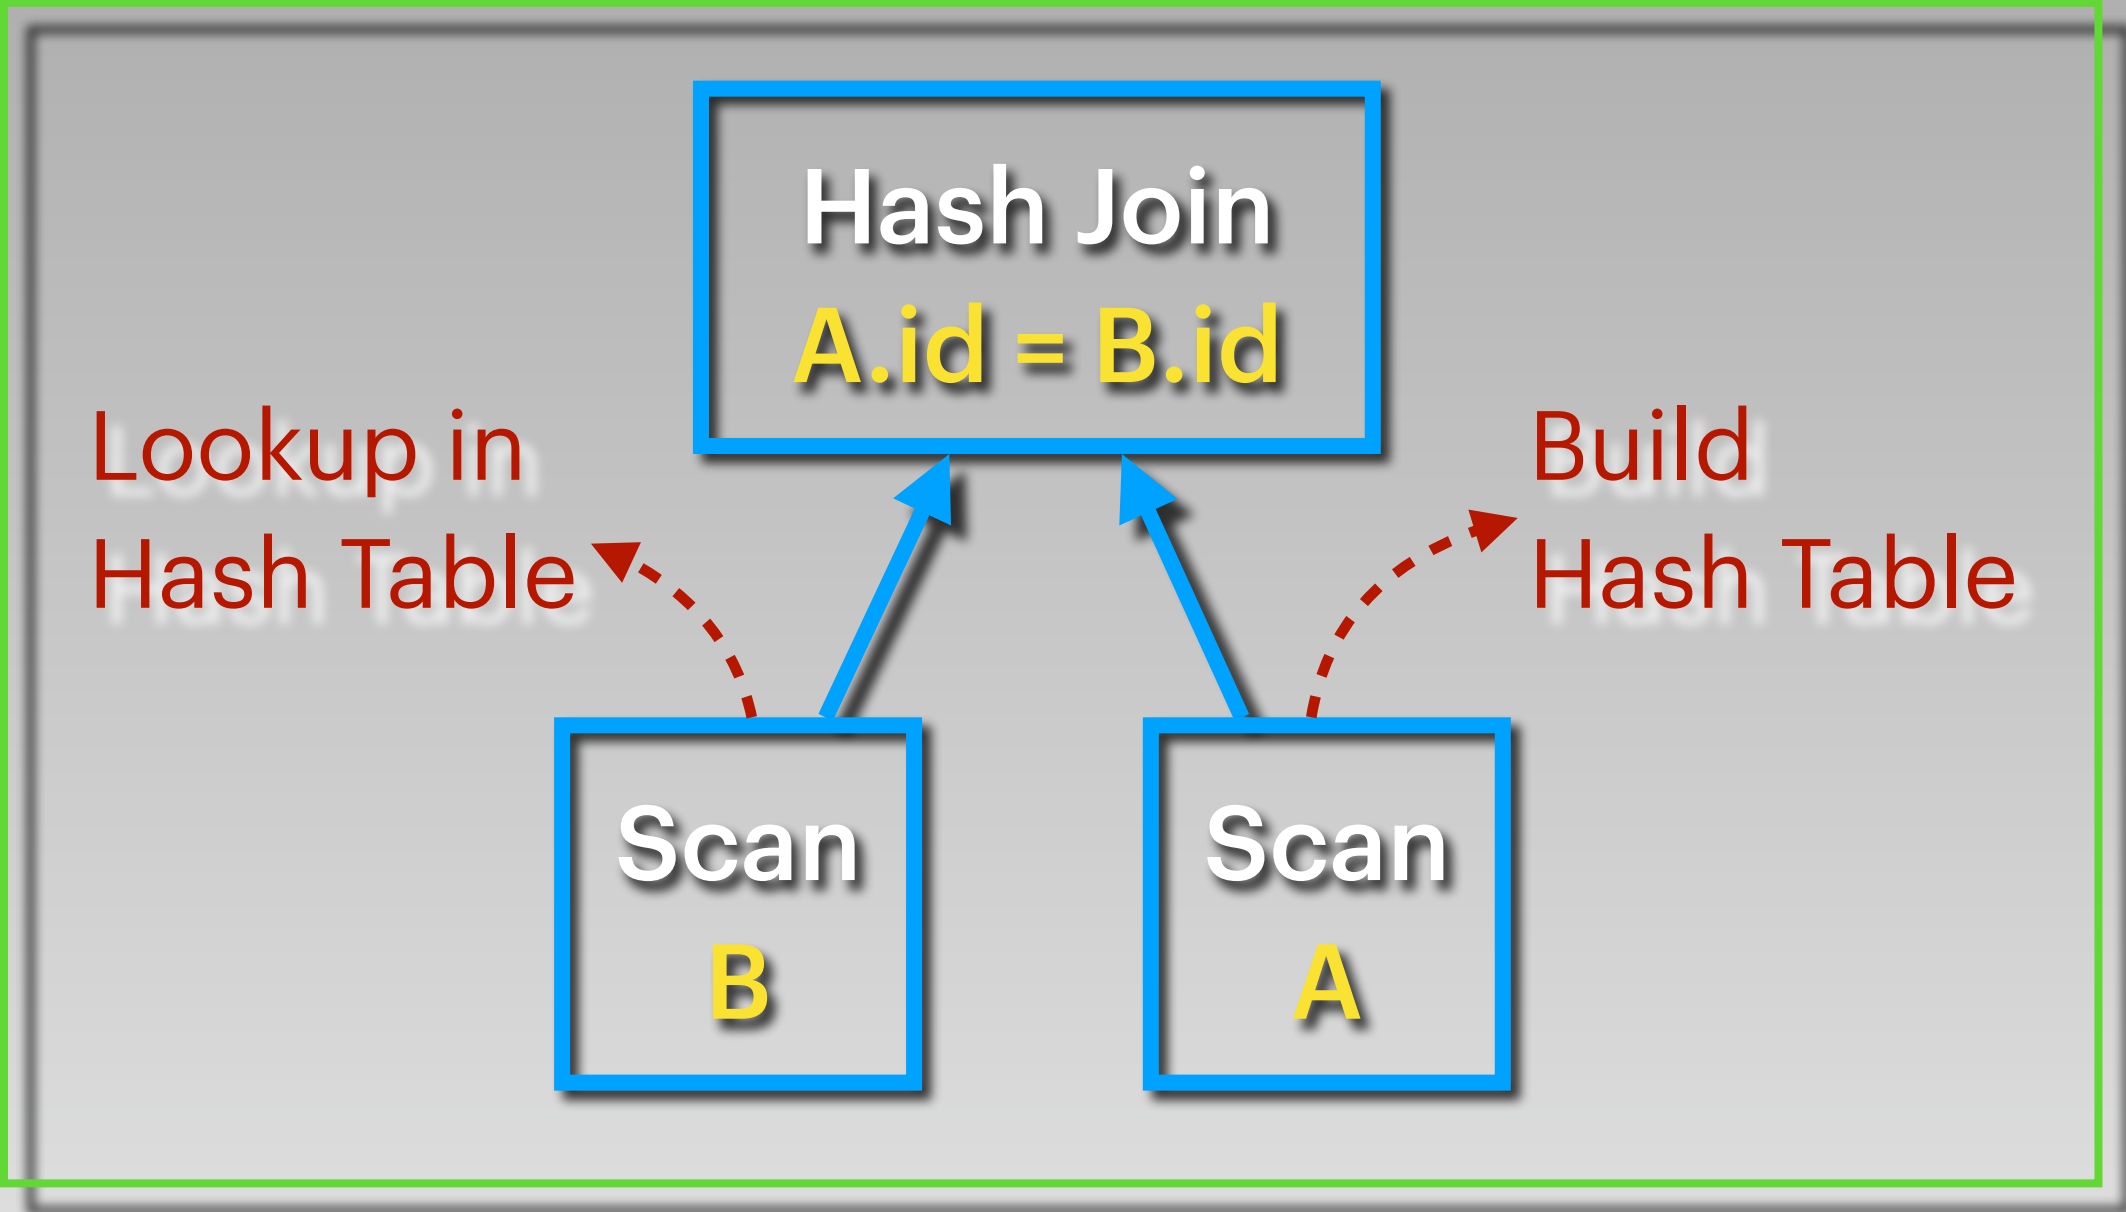 Hash Join
A.id = B.id
Lookup in
Hash Table
Build
Hash Table
Scan
B
Scan
A